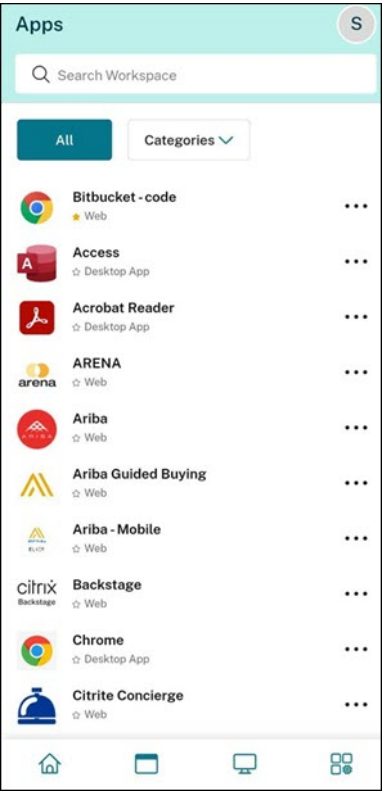 Apps
S
Search Workspace
All
Categories
Bitbucket - code
Web
A
Access
Desktop App
Acrobat Reader
Desktop App
arena
ARENA
Web
ARIBA
Ariba
Web
Ariba Guided Buying
Web
Ariba - Mobile
Web
citrix
Backstage
Backstage
Web
Chrome
Desktop App
Citrite Concierge
Web